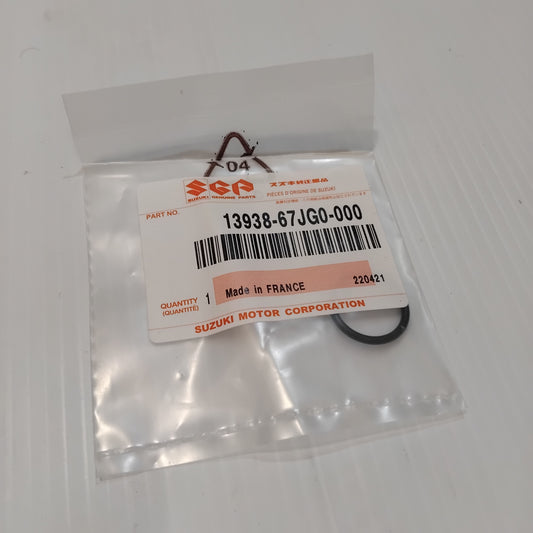 04
SGP
SUZUKI GENUINE PARTS
スズキ純正部品
PIECES D'ORIGINE DE SUZUKI
PART NO.
13938-67JG0-000
QUANTITY
(QUANTITÉ)
1
Made in FRANCE
220421
SUZUKI MOTOR CORPORATION